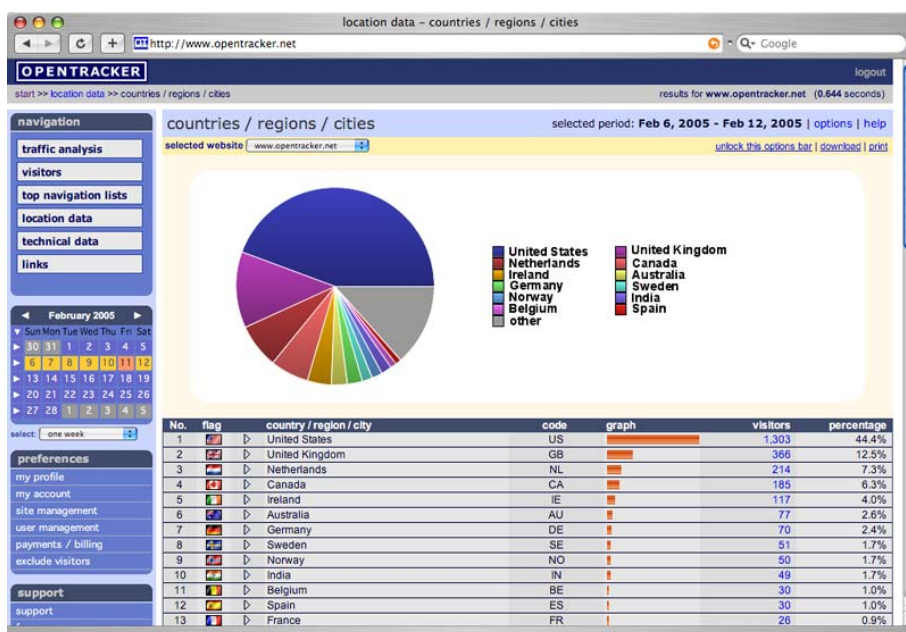 location data – countries / regions / cities
http://www.opentracker.net
Google
OPENTRACKER
logout
start >> location data >> countries / regions / cities
results for www.opentracker.net (0.644 seconds)
navigation
traffic analysis
visitors
top navigation lists
location data
technical data
links
February 2005
Sun Mon Tue Wed Thu Fri Sat
30 31 1 2 3 4 5
6 7 8 9 10 11 12
13 14 15 16 17 18 19
20 21 22 23 24 25 26
27 28 1 2 3 4 5
select: one week
preferences
my profile
my account
site management
user management
payments / billing
exclude visitors
support
support
countries / regions / cities
selected period: Feb 6, 2005 - Feb 12, 2005 | options | help
selected website www.opentracker.net
unlock this options bar | download | print
United States
Netherlands
Ireland
Germany
Norway
Belgium
other
United Kingdom
Canada
Australia
Sweden
India
Spain
No. flag country / region / city code graph visitors percentage
1 United States US 1,303 44.4%
2 United Kingdom GB 366 12.5%
3 Netherlands NL 214 7.3%
4 Canada CA 185 6.3%
5 Ireland IE 117 4.0%
6 Australia AU 77 2.6%
7 Germany DE 70 2.4%
8 Sweden SE 51 1.7%
9 Norway NO 50 1.7%
10 India IN 49 1.7%
11 Belgium BE 30 1.0%
12 Spain ES 30 1.0%
13 France FR 26 0.9%